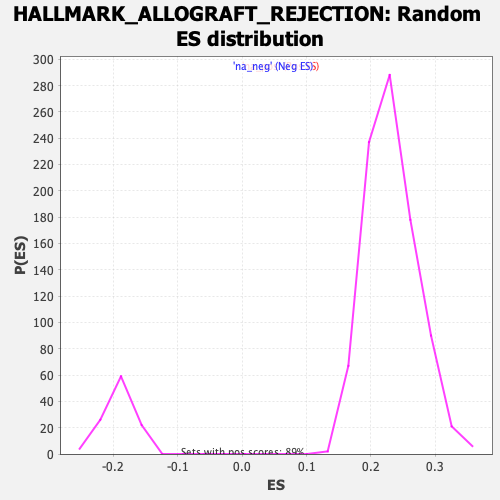 HALLMARK_ALLOGRAFT_REJECTION: Random
ES distribution
'na_neg' (Neg ES)
300
280
260
240
220
200
180
160
140
120
100
80
60
40
20
0
P(ES)
Sets with pos scores: 89%
-0.2 -0.1 0.0 0.1 0.2 0.3
ES